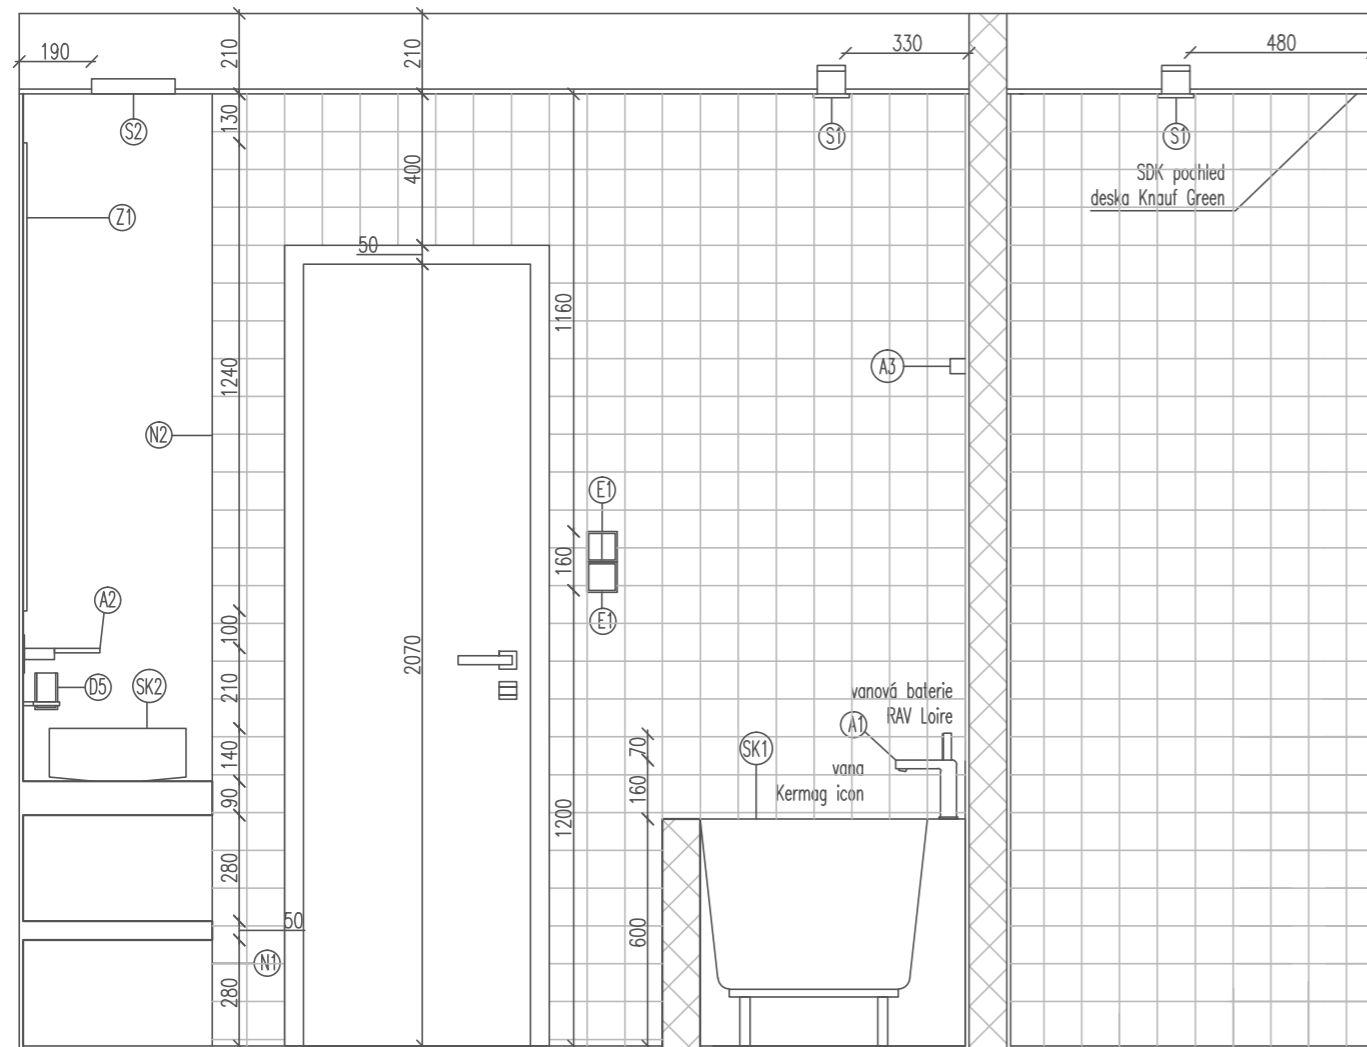 190
210
210
330
480
S2
130
S1
S1
400
SDK podhled
deska Knauf Green
Z1
50
1160
1240
A3
N2
E1
160
A2
E1
100
2070
D5
SK2
210
vanová baterie
RAV Loire
A1
70
SK1
140
vana
Kermag icon
160
90
1200
280
50
600
N1
280